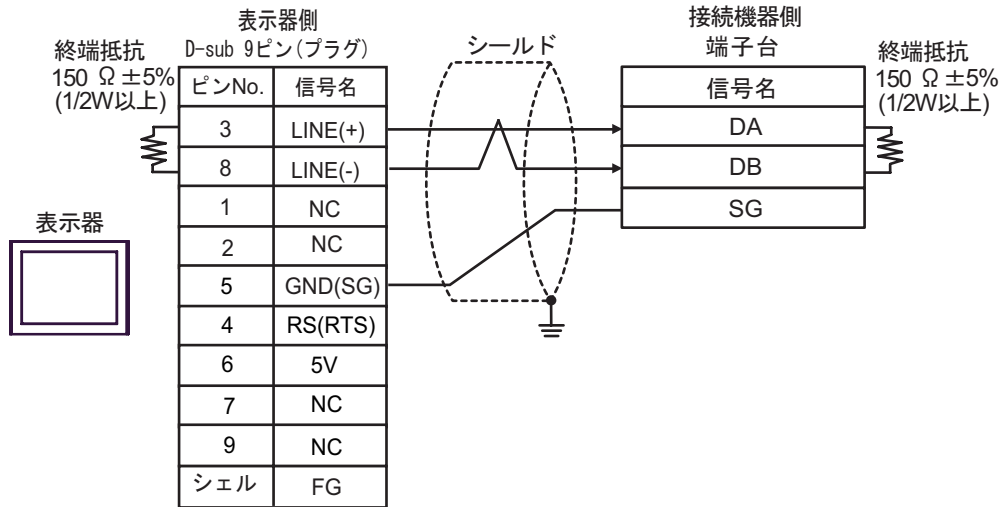 表示器側
D-sub 9ピン(プラグ)
終端抵抗
150 Ω ±5%
(1/2W以上)
シールド
接続機器側
端子台
終端抵抗
150 Ω ±5%
(1/2W以上)
ピンNo. 信号名
3 LINE(+)
8 LINE(-)
1 NC
2 NC
5 GND(SG)
4 RS(RTS)
6 5V
7 NC
9 NC
シェル FG
信号名
DA
DB
SG
表示器